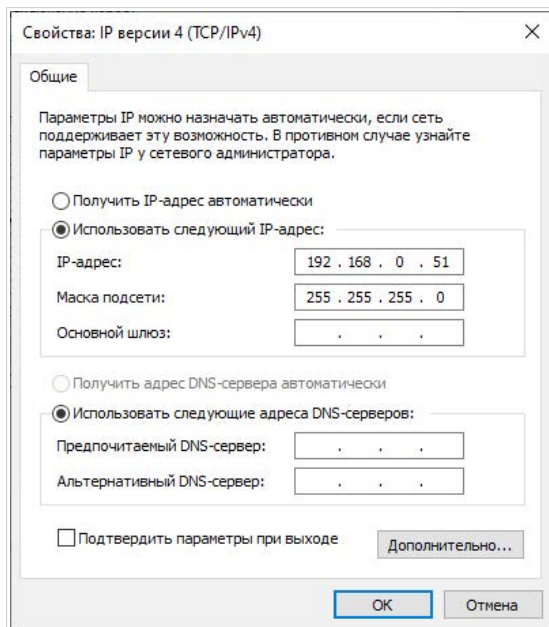 Свойства: IP версии 4 (TCP/IPv4)
Общие
Параметры IP можно назначать автоматически, если сеть
поддерживает эту возможность. В противном случае узнайте
параметры IP у сетевого администратора.
Получить IP-адрес автоматически
Использовать следующий IP-адрес:
IP-адрес: 192 . 168 . 0 . 51
Маска подсети: 255 . 255 . 255 . 0
Основной шлюз: . . .
Получить адрес DNS-сервера автоматически
Использовать следующие адреса DNS-серверов:
Предпочитаемый DNS-сервер: . . .
Альтернативный DNS-сервер: . . .
Подтвердить параметры при выходе
Дополнительно...
ОК Отмена